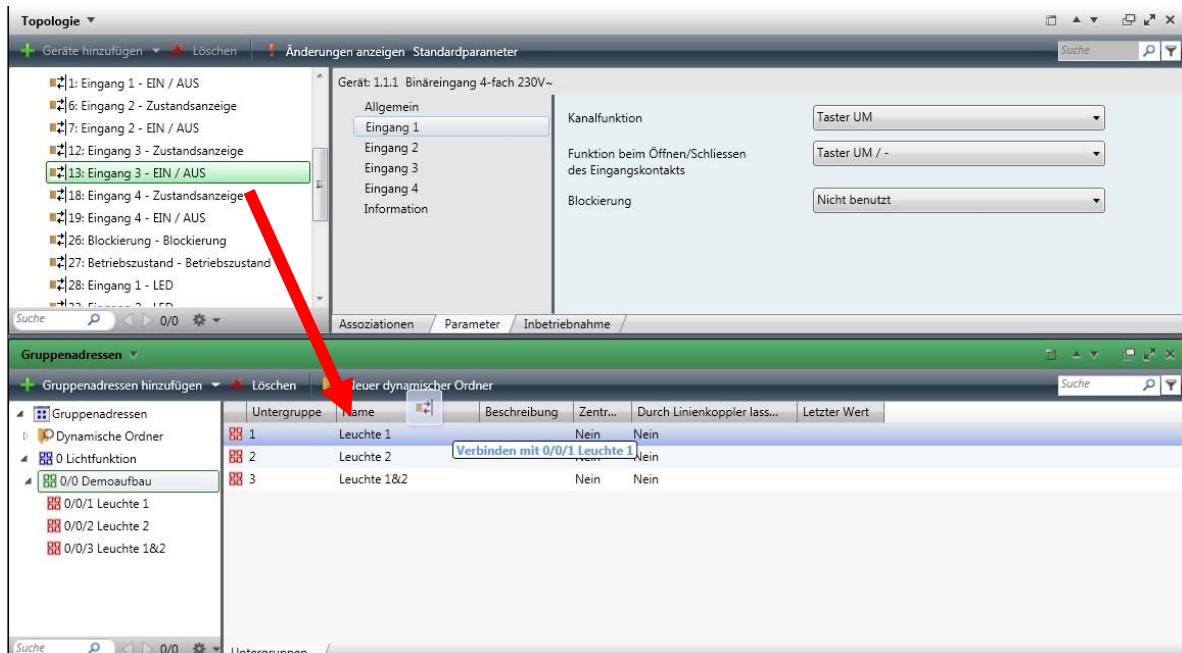 Topologie
Geräte hinzufügen Löschen Änderungen anzeigen Standardparameter Suche
1: Eingang 1 - EIN / AUS
6: Eingang 2 - Zustandsanzeige
7: Eingang 2 - EIN / AUS
12: Eingang 3 - Zustandsanzeige
13: Eingang 3 - EIN / AUS
18: Eingang 4 - Zustandsanzeige
19: Eingang 4 - EIN / AUS
26: Blockierung - Blockierung
27: Betriebszustand - Betriebszustand
28: Eingang 1 - LED
Suche 0/0
Gerät: 1.1.1 Binäreingang 4-fach 230V~
Allgemein
Eingang 1
Eingang 2
Eingang 3
Eingang 4
Information
Kanalfunktion Taster UM
Funktion beim Öffnen/Schliessen
des Eingangskontakts
Taster UM / -
Blockierung Nicht benutzt
Assoziationen Parameter Inbetriebnahme
Gruppenadressen
Gruppenadressen hinzufügen Löschen Neuer dynamischer Ordner Suche
Gruppenadressen
Dynamische Ordner
0 Lichtfunktion
0/0 Demoaufbau
0/0/1 Leuchte 1
0/0/2 Leuchte 2
0/0/3 Leuchte 1&2
Suche 0/0
Untergruppe Name Beschreibung Zentr... Durch Linienkoppler lass... Letzter Wert
1 Leuchte 1 Nein Nein
Verbinden mit 0/0/1 Leuchte 1
2 Leuchte 2 Nein Nein
3 Leuchte 1&2 Nein Nein
Untergruppen